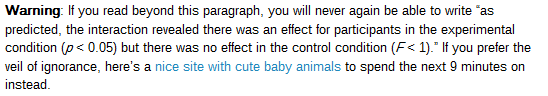 Warning: If you read beyond this paragraph, you will never again be able to write “as
predicted, the interaction revealed there was an effect for participants in the experimental
condition (p < 0.05) but there was no effect in the control condition (F < 1).” If you prefer the
veil of ignorance, here’s a nice site with cute baby animals to spend the next 9 minutes on
instead.